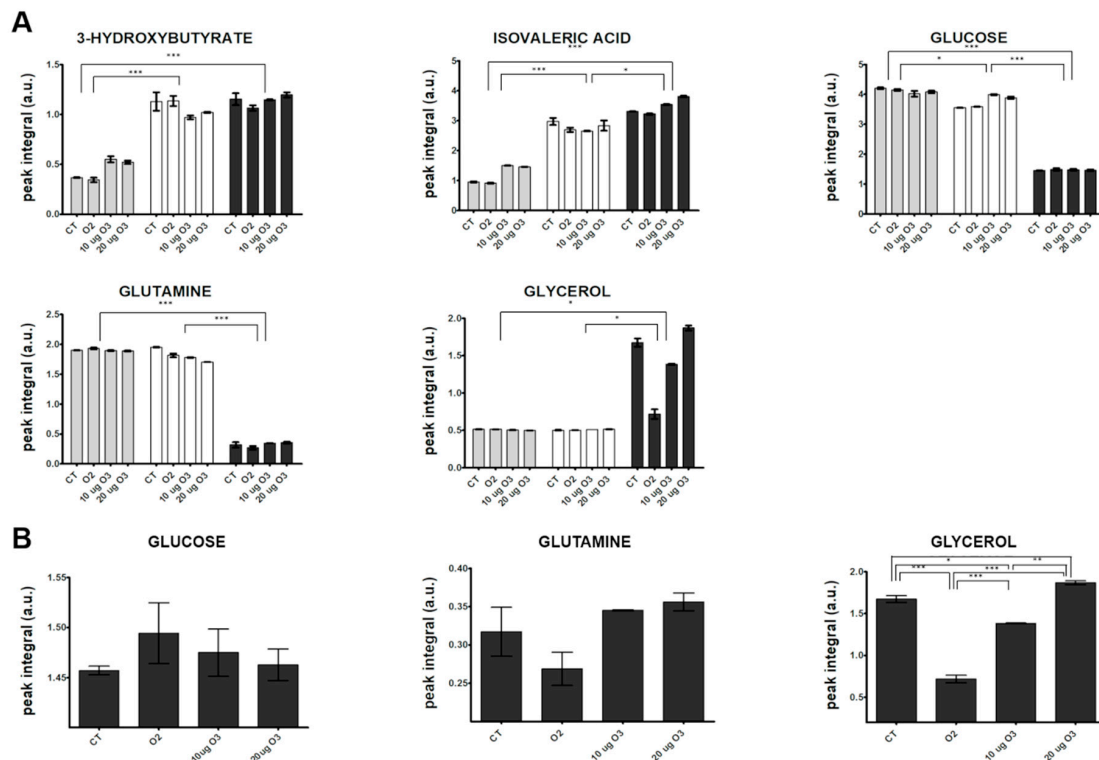 A
3-HYDROXYBUTYRATE
***
***
peak integral (a.u.)
1.5
1.0
0.5
0.0
CT
O2
10 ug O3
20 ug O3
CT
O2
10 ug O3
20 ug O3
CT
O2
10 ug O3
20 ug O3
ISOVALERIC ACID
***
***
*
peak integral (a.u.)
5
4
3
2
1
0
CT
O2
10 ug O3
20 ug O3
CT
O2
10 ug O3
20 ug O3
CT
O2
10 ug O3
20 ug O3
GLUCOSE
***
*
***
peak integral (a.u.)
5
4
3
2
1
0
CT
O2
10 ug O3
20 ug O3
CT
O2
10 ug O3
20 ug O3
CT
O2
10 ug O3
20 ug O3
GLUTAMINE
***
***
peak integral (a.u.)
2.5
2.0
1.5
1.0
0.5
0.0
CT
O2
10 ug O3
20 ug O3
CT
O2
10 ug O3
20 ug O3
CT
O2
10 ug O3
20 ug O3
GLYCEROL
*
*
peak integral (a.u.)
2.0
1.5
1.0
0.5
0.0
CT
O2
10 ug O3
20 ug O3
CT
O2
10 ug O3
20 ug O3
CT
O2
10 ug O3
20 ug O3
B
GLUCOSE
peak integral (a.u.)
1.55
1.50
1.45
CT
O2
10ug O3
20ug O3
GLUTAMINE
peak integral (a.u.)
0.40
0.35
0.30
0.25
CT
O2
10 ug O3
20 ug O3
GLYCEROL
*
***
***
**
***
peak integral (a.u.)
2.0
1.5
1.0
0.5
CT
O2
10 ug O3
20 ug O3